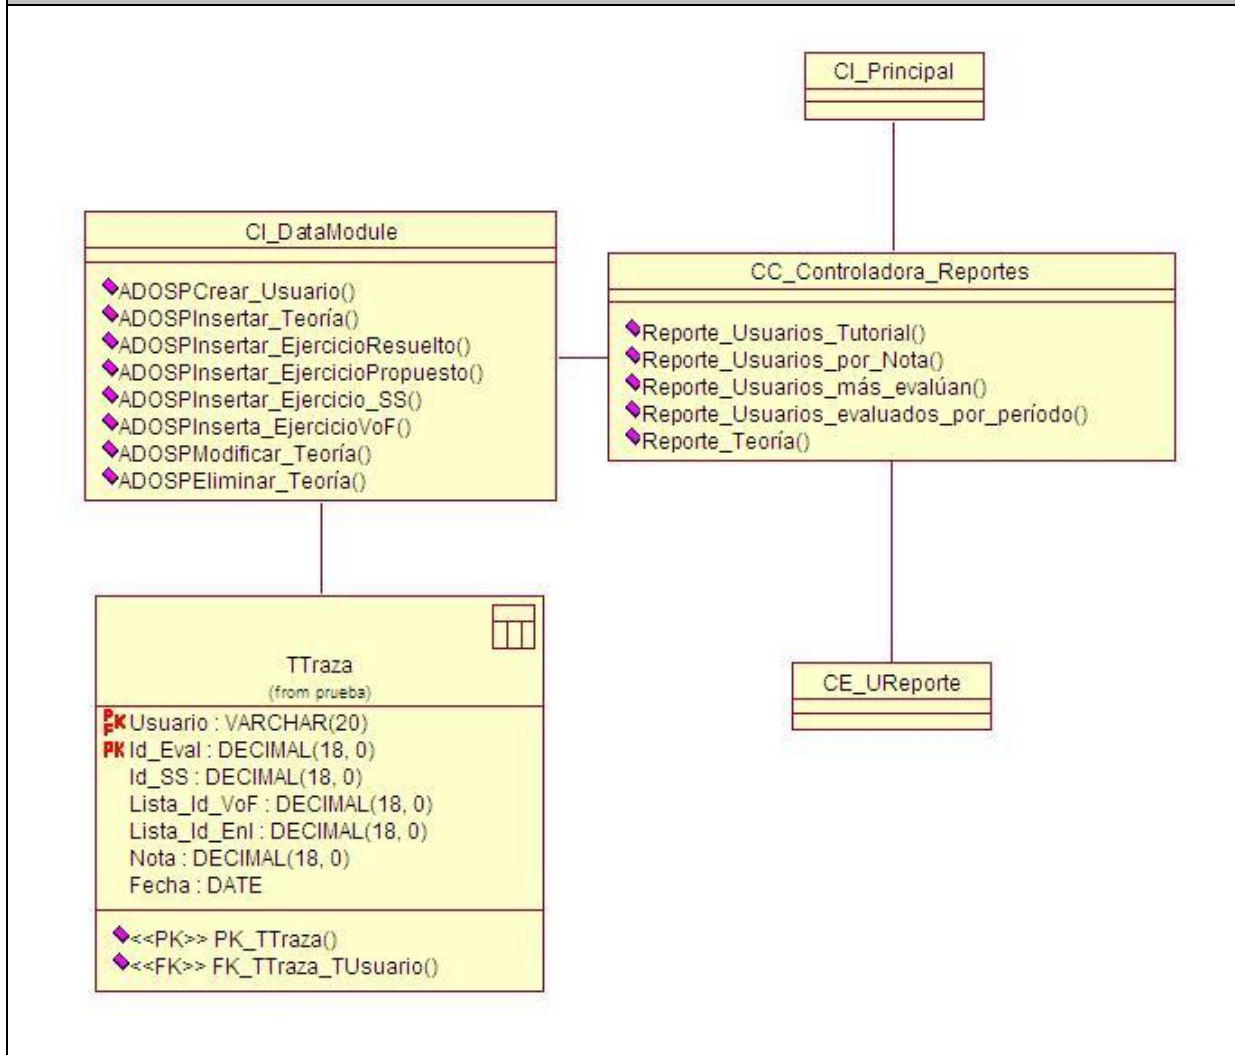 CI_Principal
CI_DataModule
ADOSPCrear_Usuario()
ADOSPInsertar_Teoría()
ADOSPInsertar_EjercicioResuelto()
ADOSPInsertar_EjercicioPropuesto()
ADOSPInsertar_Ejercicio_SS()
ADOSPInserta_EjercicioVoF()
ADOSPModificar_Teoría()
ADOSPEliminar_Teoría()
CC_Controladora_Reportes
Reporte_Usuarios_Tutorial()
Reporte_Usuarios_por_Nota()
Reporte_Usuarios_más_evalúan()
Reporte_Usuarios_evaluados_por_período()
Reporte_Teoría()
TTraza
(from prueba)
PFK Usuario : VARCHAR(20)
PK Id_Eval : DECIMAL(18, 0)
Id_SS : DECIMAL(18, 0)
Lista_Id_VoF : DECIMAL(18, 0)
Lista_Id_Enl : DECIMAL(18, 0)
Nota : DECIMAL(18, 0)
Fecha : DATE
<<PK>> PK_TTraza()
<<FK>> FK_TTraza_TUsuario()
CE_UReporte